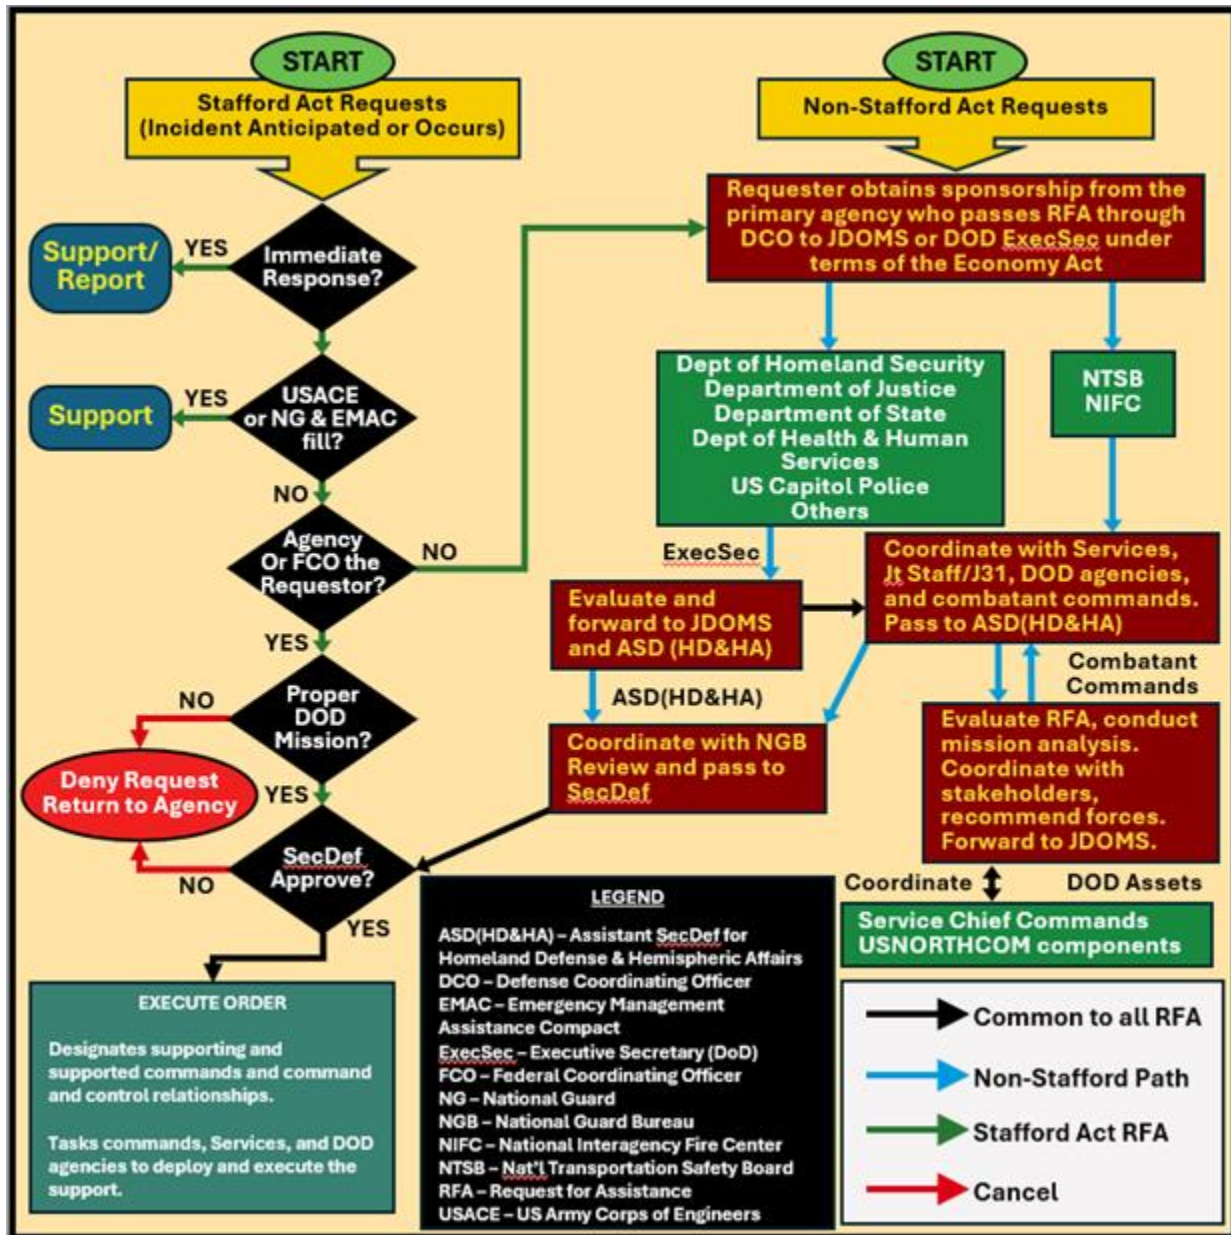 START
Stafford Act Requests
(Incident Anticipated or Occurs)
START
Non-Stafford Act Requests
Immediate
Response?
YES
Support/
Report
USACE
or NG & EMAC
fill?
YES
Support
NO
Agency
Or FCO the
Requestor?
NO
YES
Proper
DOD
Mission?
NO
Deny Request
Return to Agency
YES
SecDef
Approve?
NO
YES
EXECUTE ORDER
Designates supporting and
supported commands and command
and control relationships.
Tasks commands, Services, and DOD
agencies to deploy and execute the
support.
Requester obtains sponsorship from the
primary agency who passes RFA through
DCO to JDOMS or DOD ExecSec under
terms of the Economy Act
Dept of Homeland Security
Department of Justice
Department of State
Dept of Health & Human
Services
US Capitol Police
Others
NTSB
NIFC
ExecSec
Evaluate and
forward to JDOMS
and ASD (HD&HA)
Coordinate with Services,
Jt Staff/J31, DOD agencies,
and combatant commands.
Pass to ASD(HD&HA)
ASD(HD&HA)
Coordinate with NGB
Review and pass to
SecDef
Combatant
Commands
Evaluate RFA, conduct
mission analysis.
Coordinate with
stakeholders,
recommend forces.
Forward to JDOMS.
Coordinate
DOD Assets
Service Chief Commands
USNORTHCOM components
LEGEND
ASD(HD&HA) – Assistant SecDef for
Homeland Defense & Hemispheric Affairs
DCO – Defense Coordinating Officer
EMAC – Emergency Management
Assistance Compact
ExecSec – Executive Secretary (DoD)
FCO – Federal Coordinating Officer
NG – National Guard
NGB – National Guard Bureau
NIFC – National Interagency Fire Center
NTSB – Nat'l Transportation Safety Board
RFA – Request for Assistance
USACE – US Army Corps of Engineers
Common to all RFA
Non-Stafford Path
Stafford Act RFA
Cancel